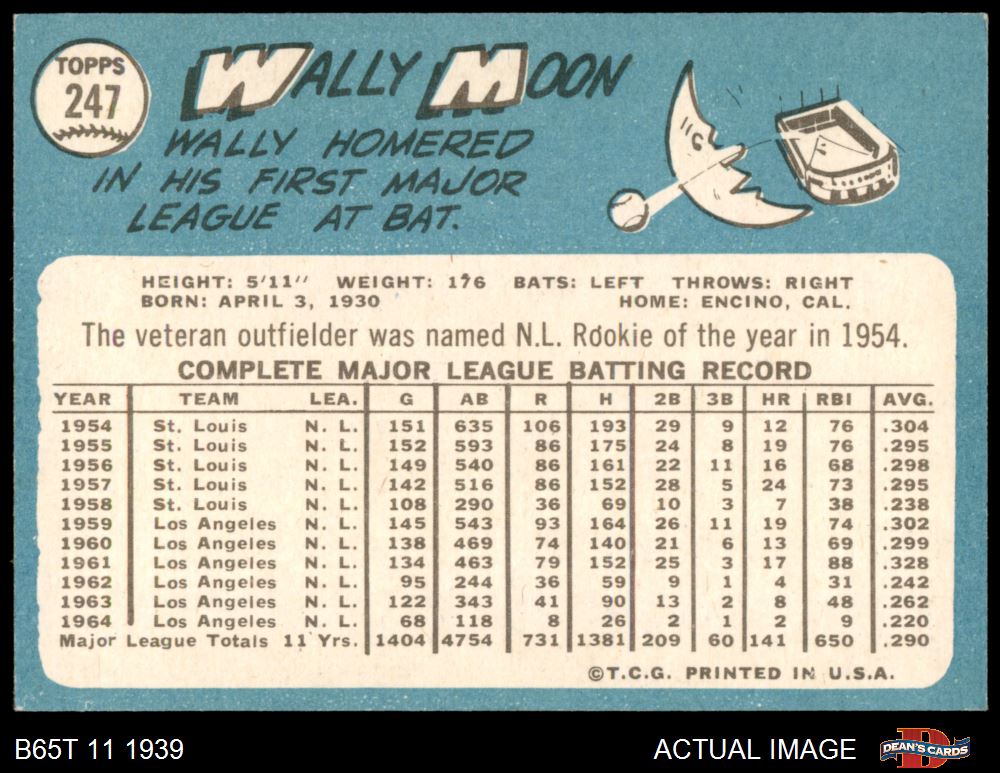 TOPPS
247
WALLY MOON
WALLY HOMERED
IN HIS FIRST MAJOR
LEAGUE AT BAT.
HEIGHT: 5'11" WEIGHT: 176 BATS: LEFT THROWS: RIGHT
BORN: APRIL 3, 1930 HOME: ENCINO, CAL.
The veteran outfielder was named N.L. Rookie of the year in 1954.
COMPLETE MAJOR LEAGUE BATTING RECORD
YEAR TEAM LEA. G AB R H 2B 3B HR RBI AVG.
1954 St. Louis N. L. 151 635 106 193 29 9 12 76 .304
1955 St. Louis N. L. 152 593 86 175 24 8 19 76 .295
1956 St. Louis N. L. 149 540 86 161 22 11 16 68 .298
1957 St. Louis N. L. 142 516 86 152 28 5 24 73 .295
1958 St. Louis N. L. 108 290 36 69 10 3 7 38 .238
1959 Los Angeles N. L. 145 543 93 164 26 11 19 74 .302
1960 Los Angeles N. L. 138 469 74 140 21 6 13 69 .299
1961 Los Angeles N. L. 134 463 79 152 25 3 17 88 .328
1962 Los Angeles N. L. 95 244 36 59 9 1 4 31 .242
1963 Los Angeles N. L. 122 343 41 90 13 2 8 48 .262
1964 Los Angeles N. L. 68 118 8 26 2 1 2 9 .220
Major League Totals 11 Yrs. 1404 4754 731 1381 209 60 141 650 .290
©T.C.G. PRINTED IN U.S.A.
B65T 11 1939 ACTUAL IMAGE DEAN'S CARDS